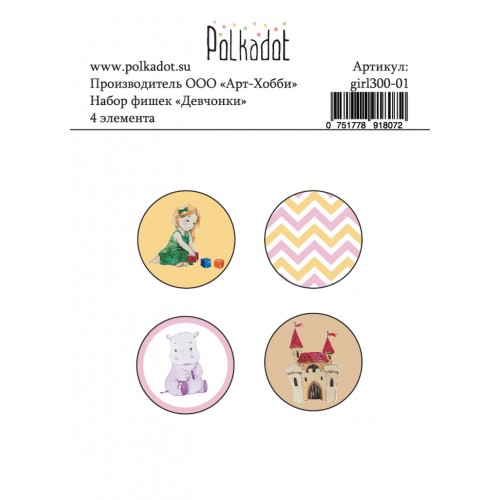 Polkadot
www.polkadot.su
Артикул:
Производитель ООО «Арт-Хобби»
girl300-01
Набор фишек «Девчонки»
4 элемента
0 751778 918072